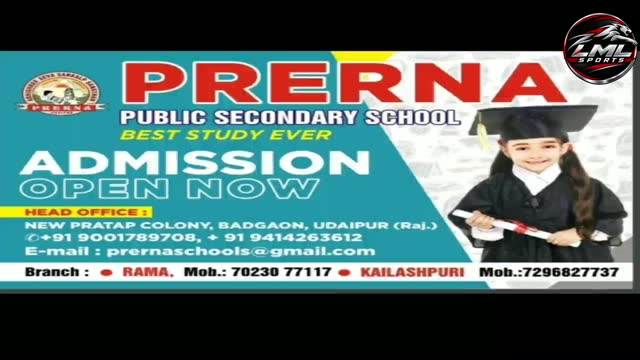 LML
SPORTS
PRERNA
PRERNA
PUBLIC SECONDARY SCHOOL
BEST STUDY EVER
ADMISSION
OPEN NOW
HEAD OFFICE :
NEW PRATAP COLONY, BADGAON, UDAIPUR (Raj.)
✆+91 9001789708, + 91 9414263612
E-mail : prernaschools@gmail.com
Branch : ● RAMA, Mob.: 70230 77117 ● KAILASHPURI Mob.:7296827737